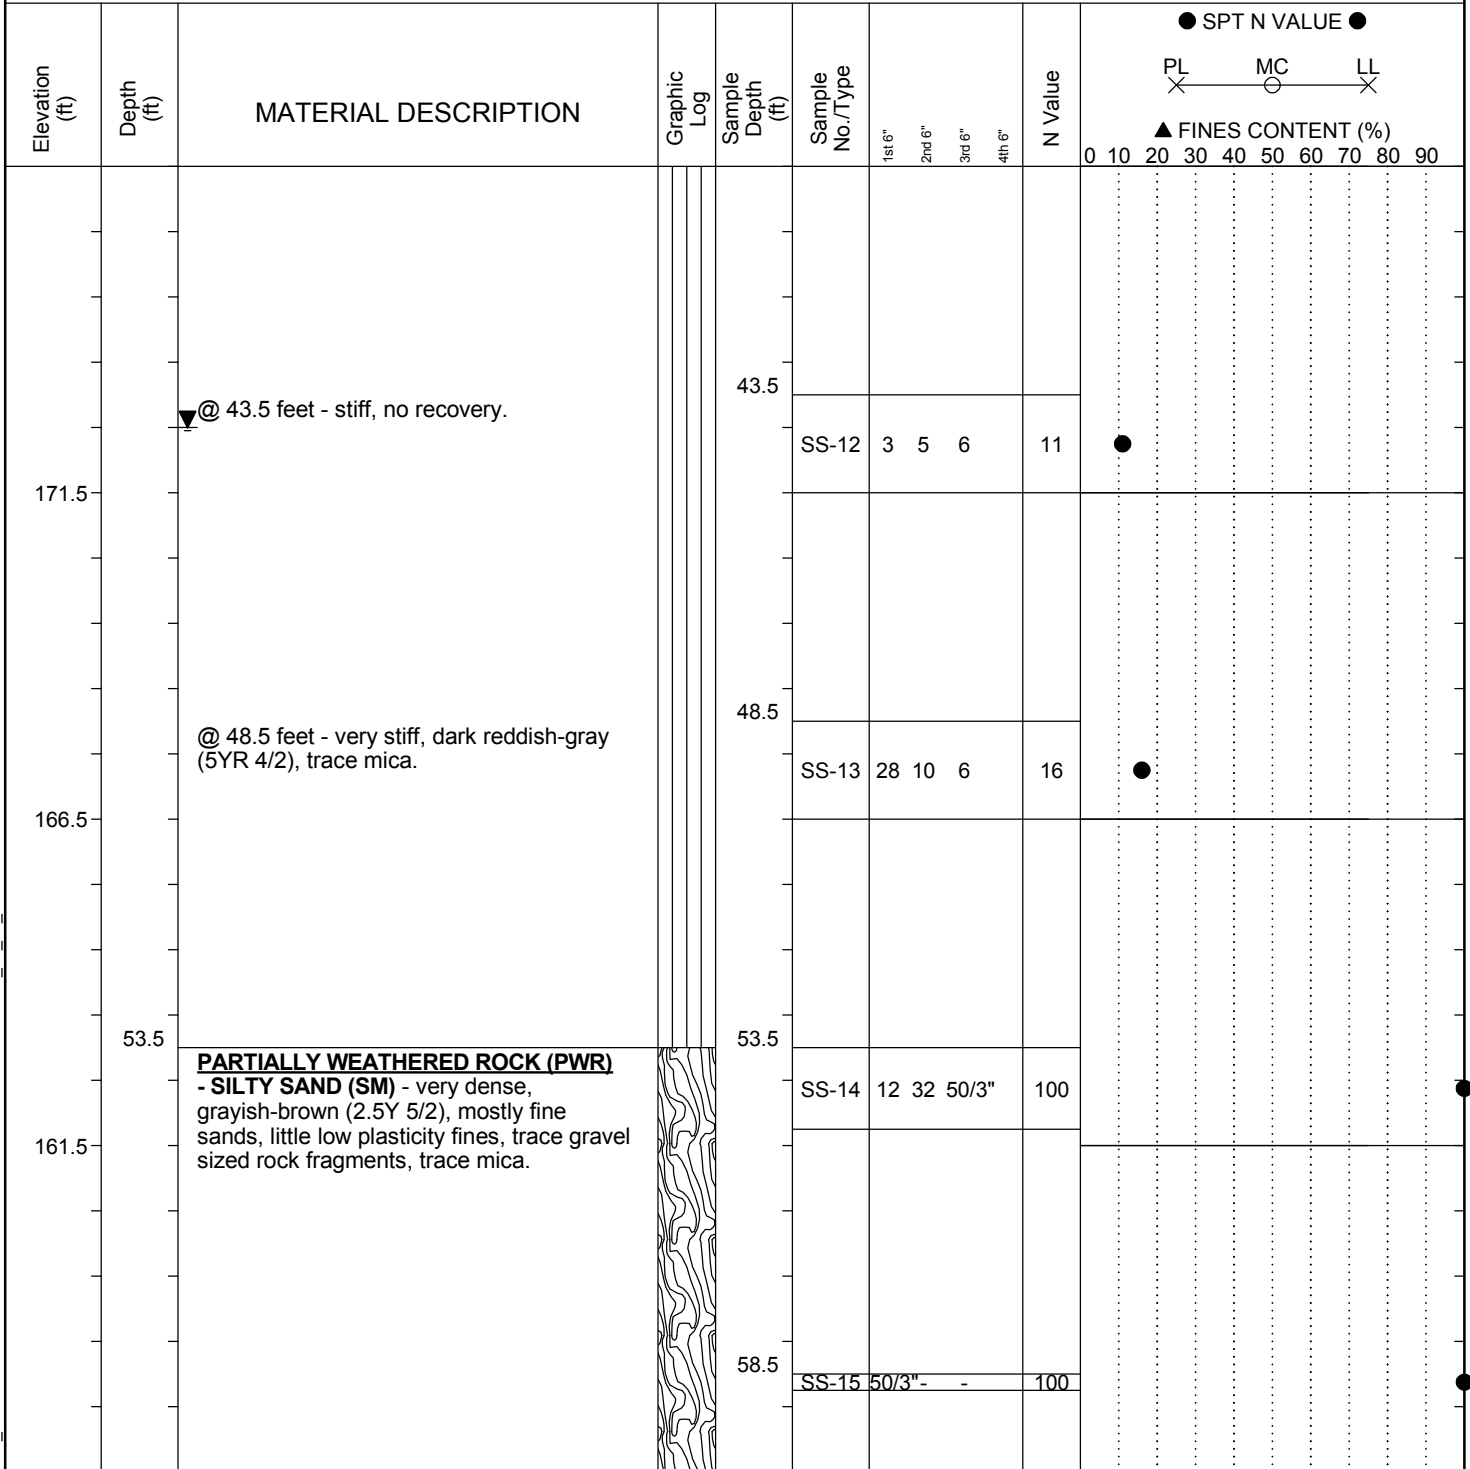 ● SPT N VALUE ●
PL MC LL
▲ FINES CONTENT (%)
0 10 20 30 40 50 60 70 80 90
Elevation (ft)
Depth (ft)
MATERIAL DESCRIPTION
Graphic Log
Sample Depth (ft)
Sample No./Type
1st 6"
2nd 6"
3rd 6"
4th 6"
N Value
43.5
@ 43.5 feet - stiff, no recovery.
SS-12 3 5 6 11
171.5
48.5
@ 48.5 feet - very stiff, dark reddish-gray
(5YR 4/2), trace mica.
SS-13 28 10 6 16
166.5
53.5 53.5
PARTIALLY WEATHERED ROCK (PWR)
- SILTY SAND (SM) - very dense,
grayish-brown (2.5Y 5/2), mostly fine
sands, little low plasticity fines, trace gravel
sized rock fragments, trace mica.
SS-14 12 32 50/3" 100
161.5
58.5
SS-15 50/3" - - 100